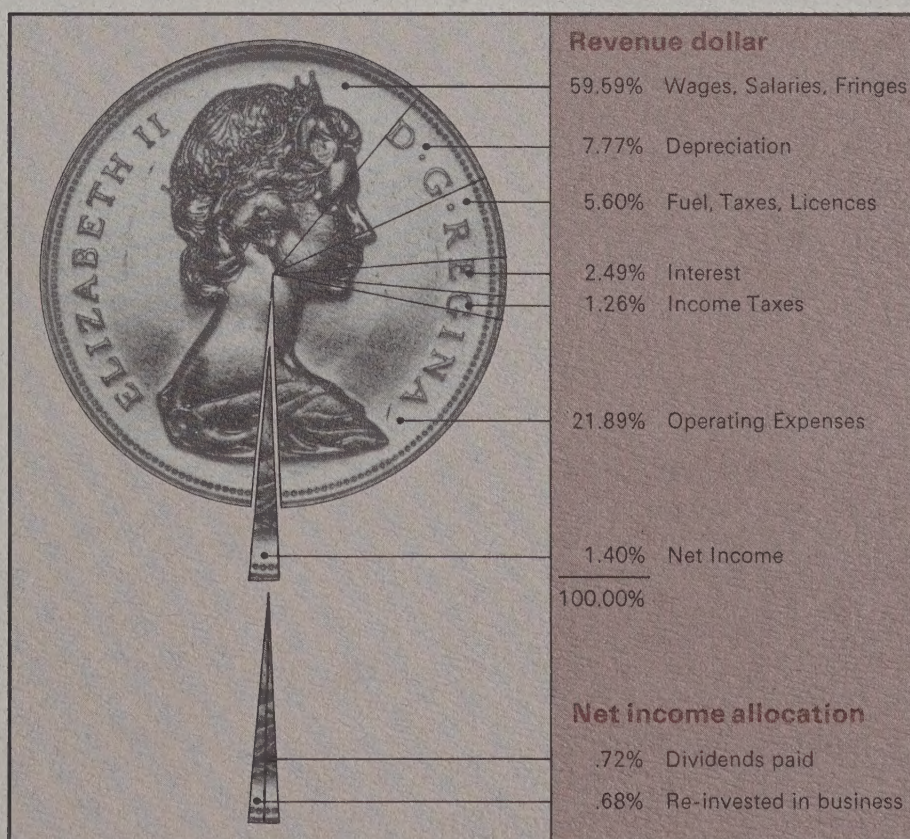 ELIZABETH II
D·G·REGINA
Revenue dollar
59.59% Wages, Salaries, Fringes
7.77% Depreciation
5.60% Fuel, Taxes, Licences
2.49% Interest
1.26% Income Taxes
21.89% Operating Expenses
1.40% Net Income
100.00%
Net income allocation
.72% Dividends paid
.68% Re-invested in business